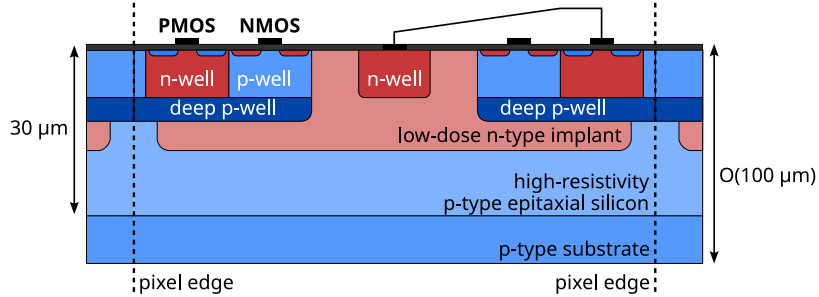 PMOS NMOS
n-well p-well n-well
deep p-well deep p-well
30 µm
low-dose n-type implant
O(100 µm)
high-resistivity
p-type epitaxial silicon
p-type substrate
pixel edge pixel edge